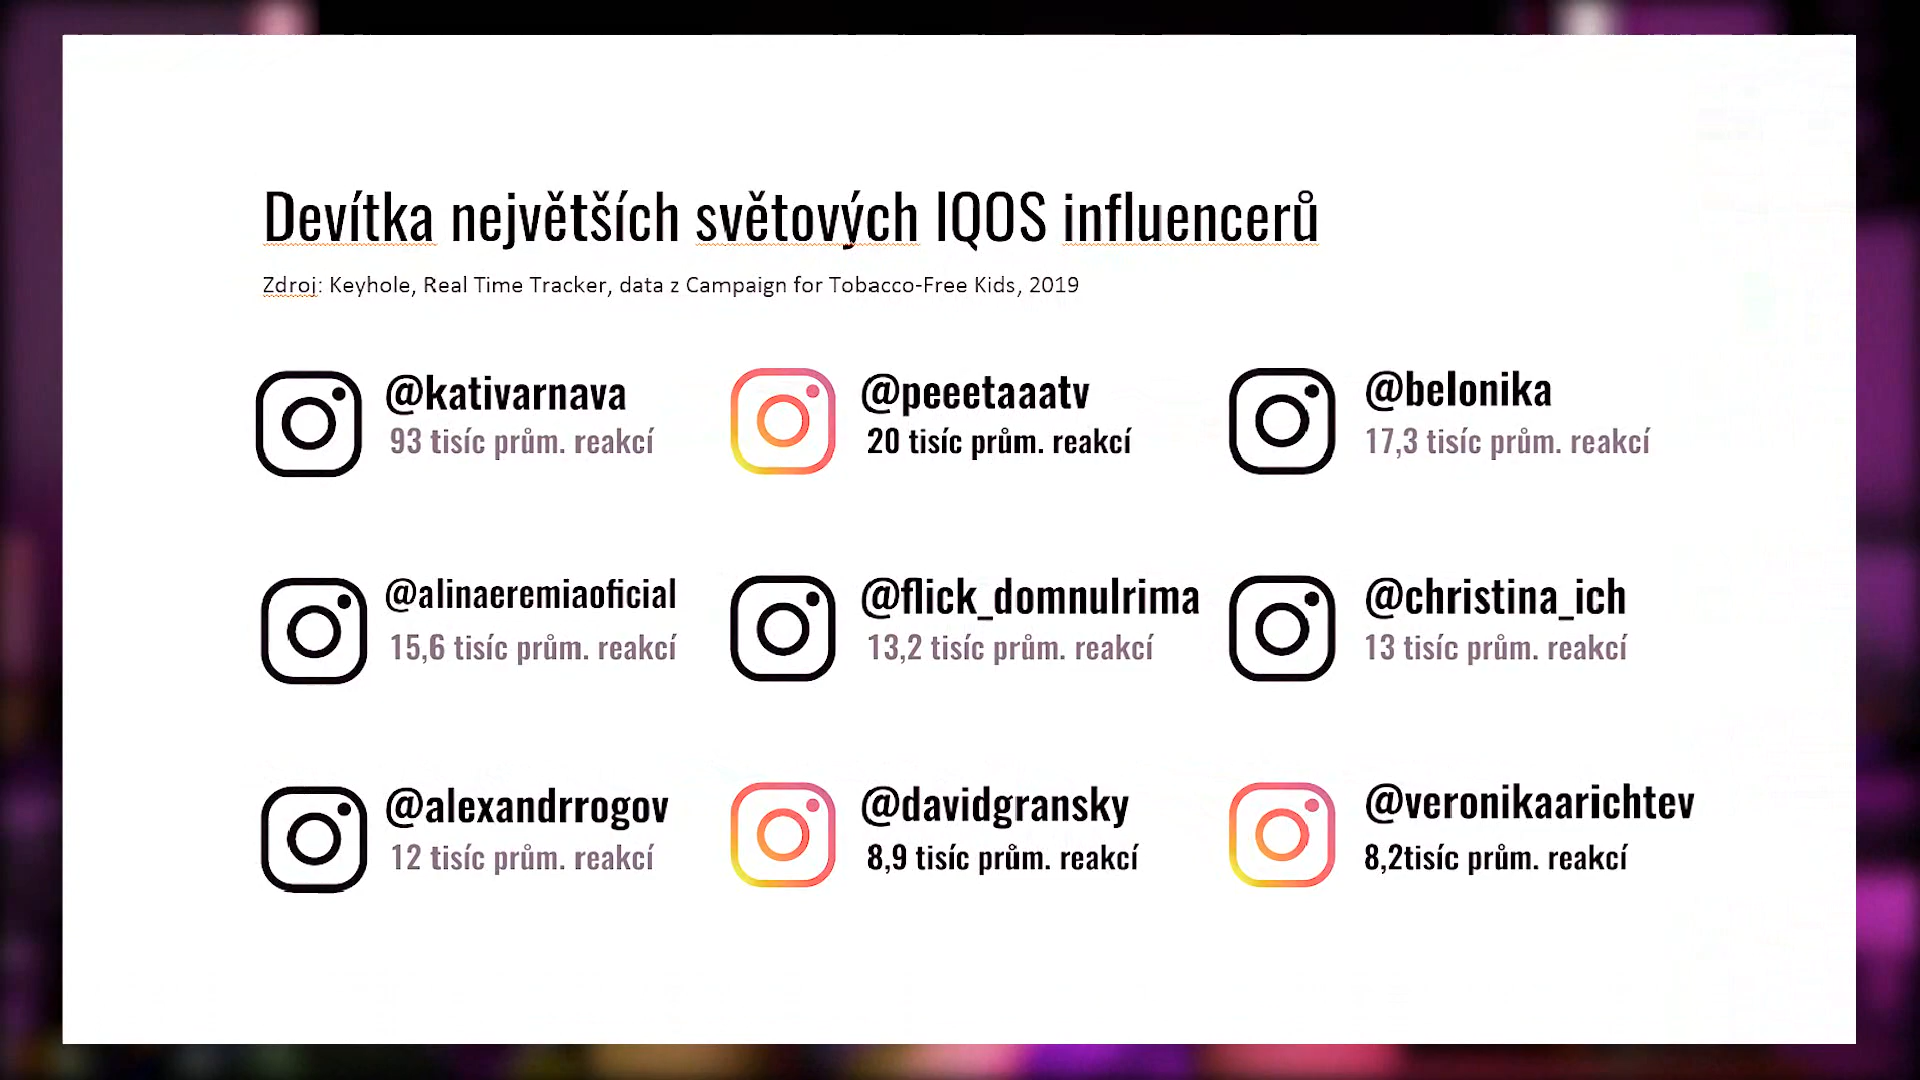 Devítka největších světových IQOS influencerů
Zdroj: Keyhole, Real Time Tracker, data z Campaign for Tobacco-Free Kids, 2019
@kativarnava
93 tisíc prům. reakcí
@peeetaaatv
20 tisíc prům. reakcí
@belonika
17,3 tisíc prům. reakcí
@alinaeremiaoficial
15,6 tisíc prům. reakcí
@flick_domnulrima
13,2 tisíc prům. reakcí
@christina_ich
13 tisíc prům. reakcí
@alexandrrogov
12 tisíc prům. reakcí
@davidgransky
8,9 tisíc prům. reakcí
@veronikaarichtev
8,2tisíc prům. reakcí